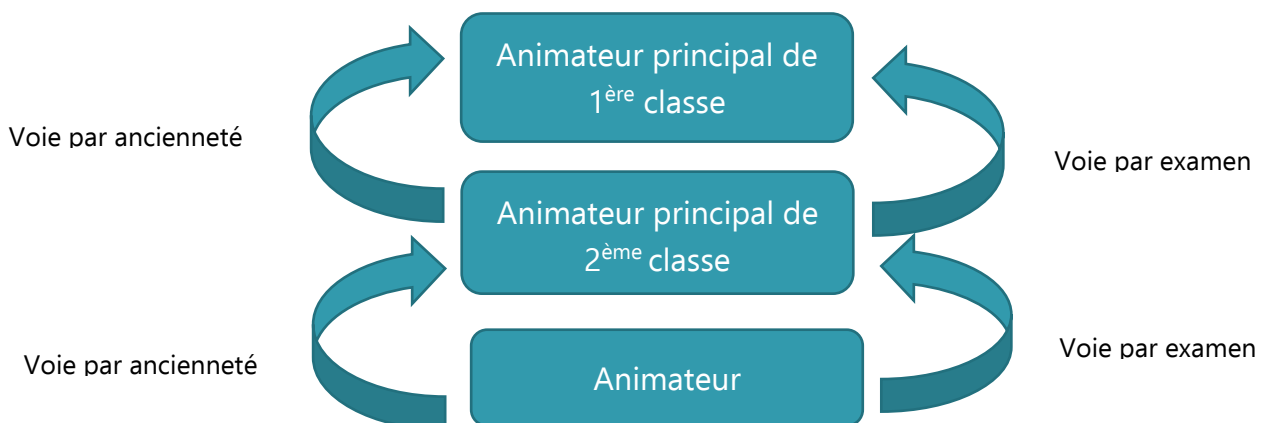 Animateur principal de
1ère classe
Voie par ancienneté
Voie par examen
Animateur principal de
2ème classe
Voie par ancienneté
Voie par examen
Animateur